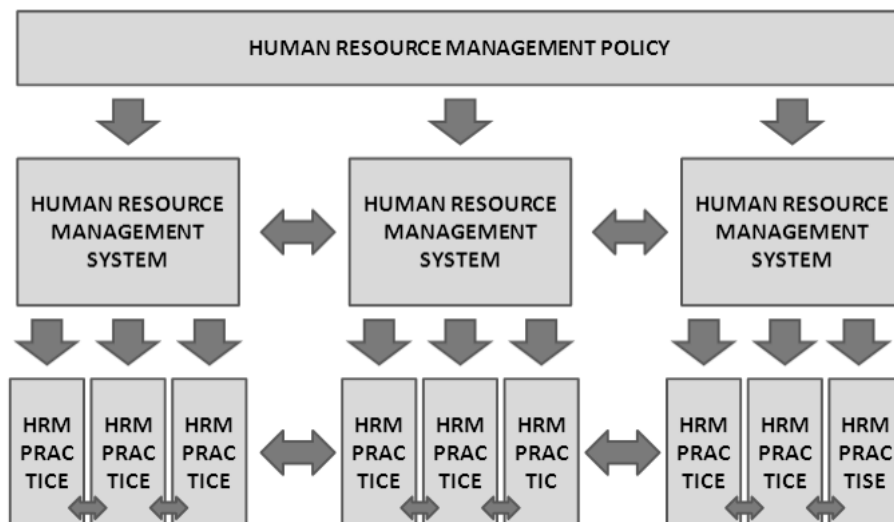 HUMAN RESOURCE MANAGEMENT POLICY
HUMAN RESOURCE
MANAGEMENT
SYSTEM
HUMAN RESOURCE
MANAGEMENT
SYSTEM
HUMAN RESOURCE
MANAGEMENT
SYSTEM
HRM
PRAC
TICE
HRM
PRAC
TICE
HRM
PRAC
TICE
HRM
PRAC
TICE
HRM
PRAC
TICE
HRM
PRAC
TIC
HRM
PRAC
TICE
HRM
PRAC
TICE
HRM
PRAC
TISE